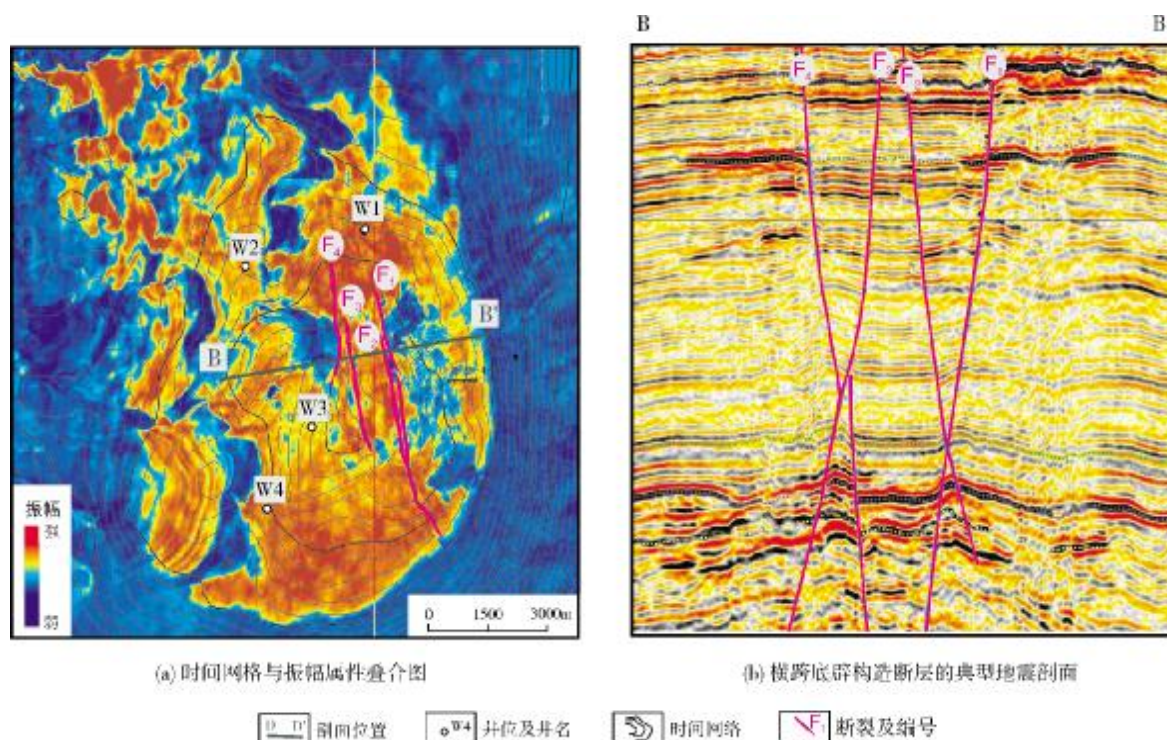 B B
F4 F1
W1
F4
W2
F1
F3
F2
B'
B
W3
W4
振幅
强
弱
0 1500 3000m
(a) 时间网格与振幅属性叠合图
(b) 横跨底辟构造断层的典型地震剖面
剖面位置 W4 井位及井名 时间网络 F1 断裂及编号